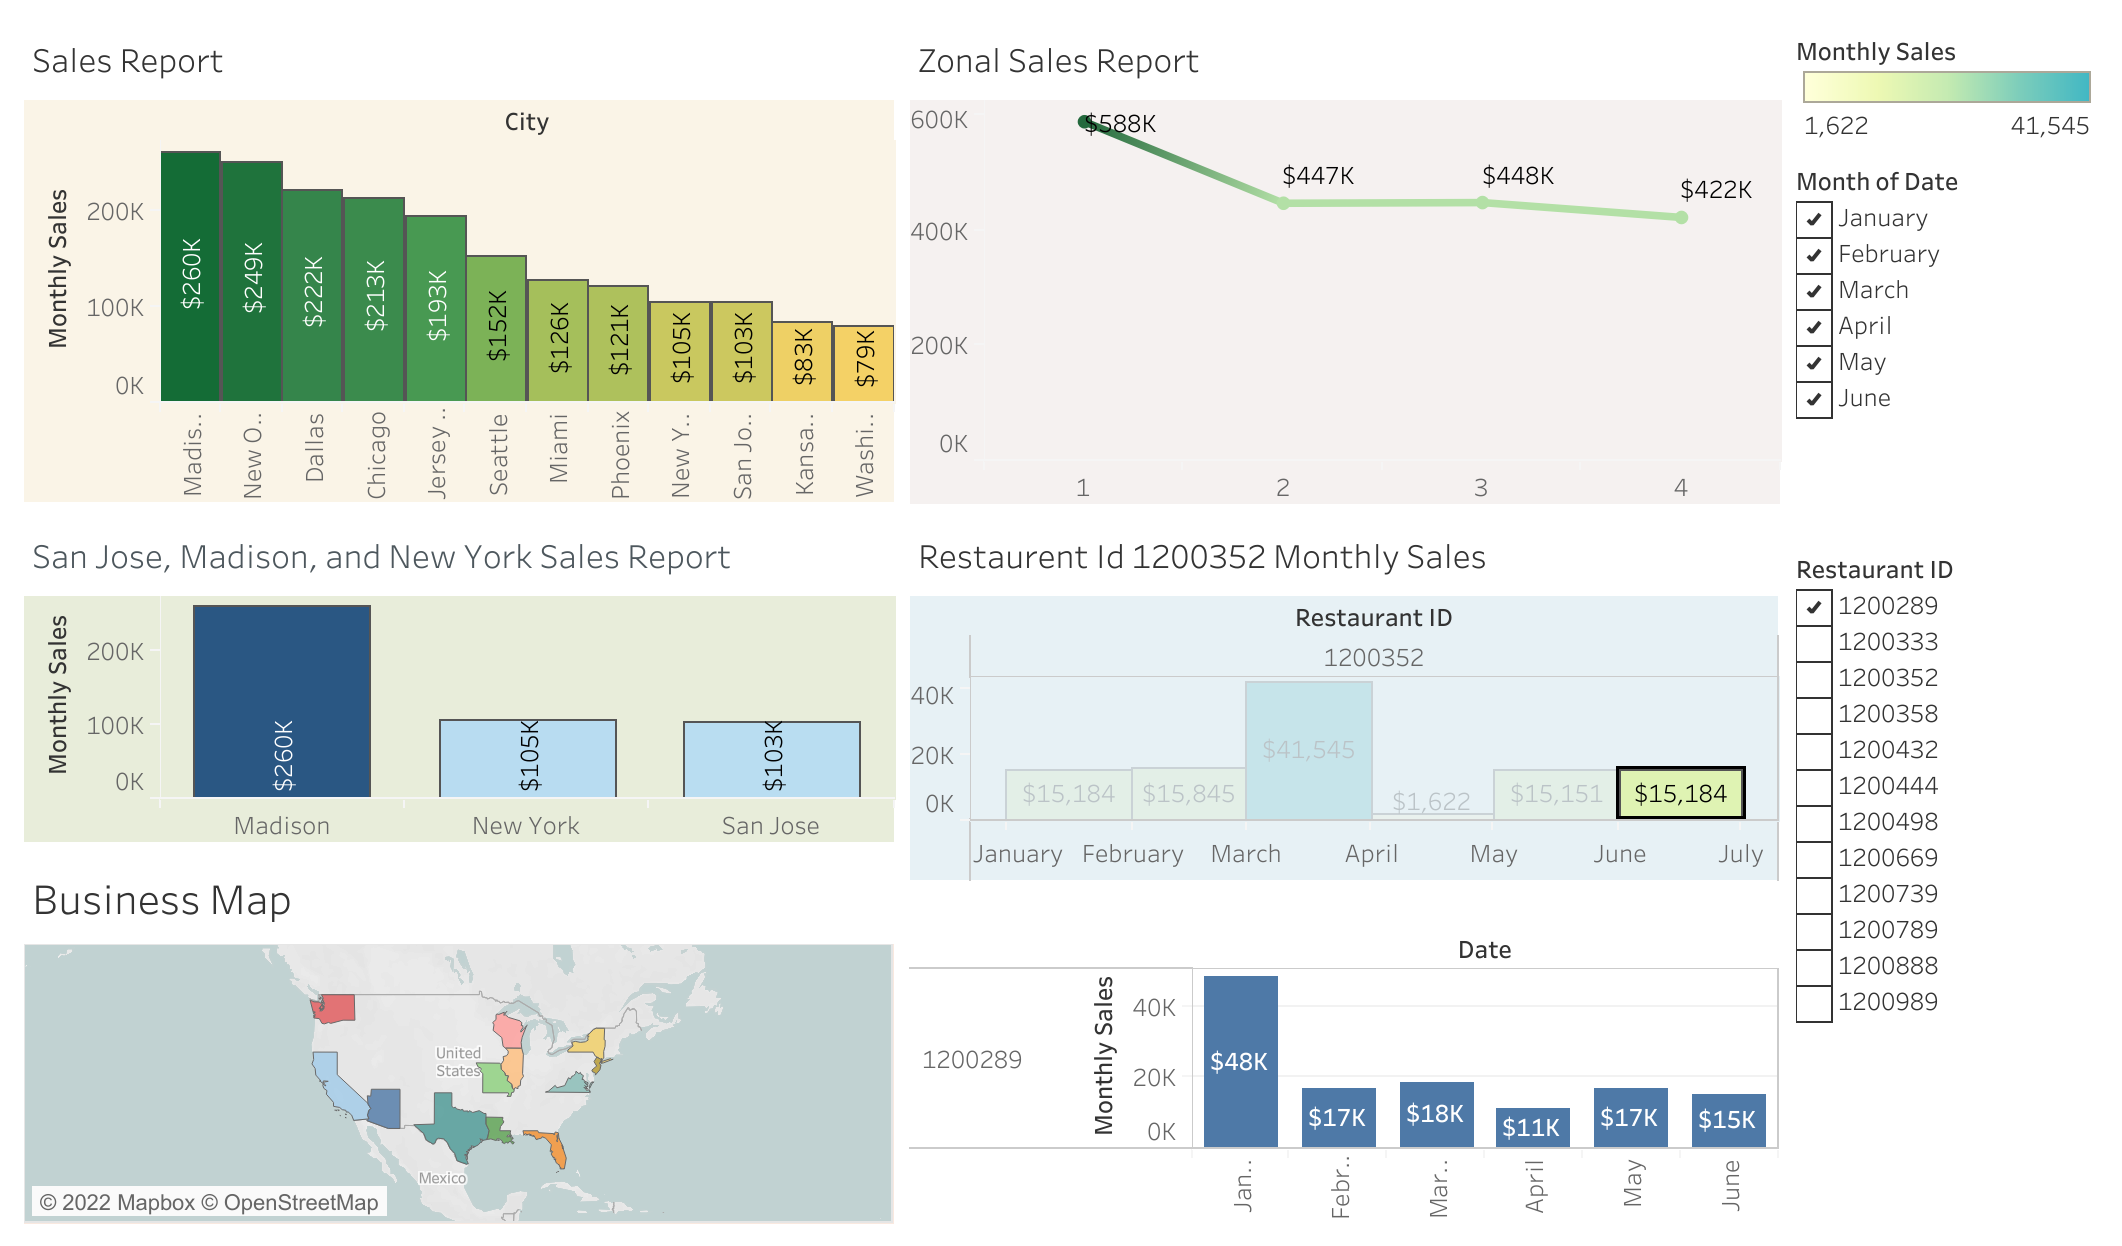 Sales Report
City
Monthly Sales
200K
100K
0K
$260K
$249K
$222K
$213K
$193K
$152K
$126K
$121K
$105K
$103K
$83K
$79K
Madis..
New O..
Dallas
Chicago
Jersey ..
Seattle
Miami
Phoenix
New Y..
San Jo..
Kansa..
Washi..
Zonal Sales Report
600K
400K
200K
0K
$588K
$447K
$448K
$422K
1
2
3
4
Monthly Sales
1,622 41,545
Month of Date
January
February
March
April
May
June
San Jose, Madison, and New York Sales Report
Monthly Sales
200K
100K
0K
$260K
$105K
$103K
Madison
New York
San Jose
Restaurent Id 1200352 Monthly Sales
Restaurant ID
1200352
40K
20K
0K
$15,184
$15,845
$41,545
$1,622
$15,151
$15,184
January
February
March
April
May
June
July
Restaurant ID
1200289
1200333
1200352
1200358
1200432
1200444
1200498
1200669
1200739
1200789
1200888
1200989
Business Map
United
States
Mexico
© 2022 Mapbox © OpenStreetMap
Date
1200289
Monthly Sales
40K
20K
0K
$48K
$17K
$18K
$11K
$17K
$15K
Jan..
Febr..
Mar..
April
May
June